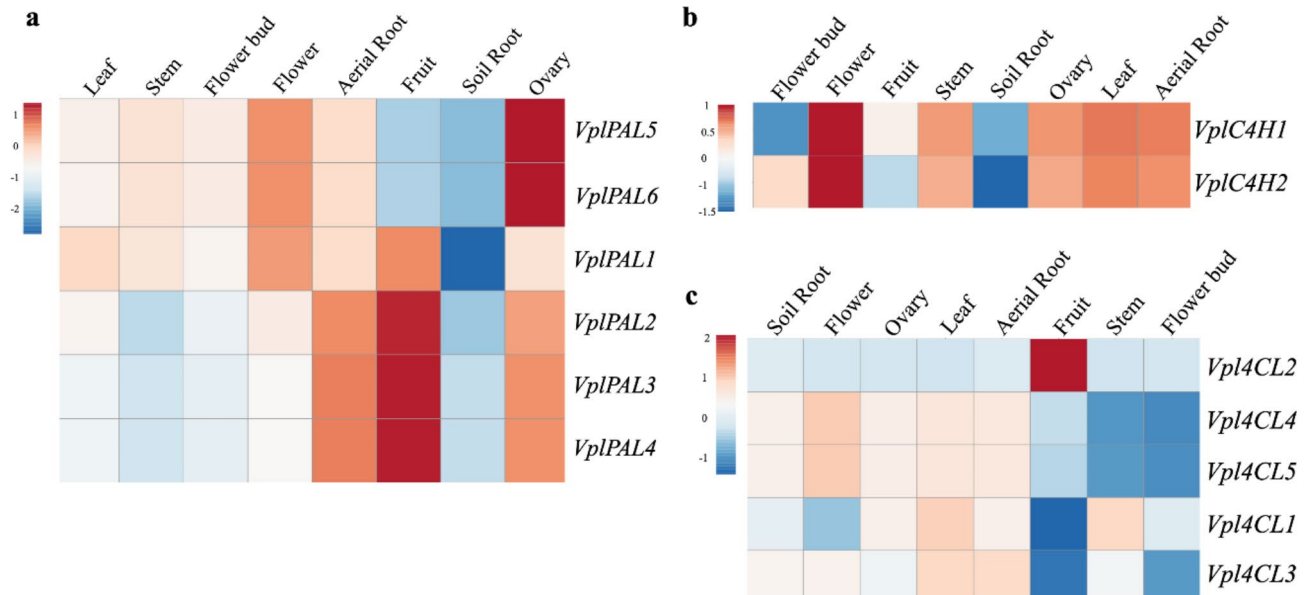 a
Leaf
Stem
Flower bud
Flower
Aerial Root
Fruit
Soil Root
Ovary
1
0
-1
-2
VplPAL5
VplPAL6
VplPAL1
VplPAL2
VplPAL3
VplPAL4
b
Flower bud
Flower
Fruit
Stem
Soil Root
Ovary
Leaf
Aerial Root
1
0.5
0
-0.5
-1
-1.5
VplC4H1
VplC4H2
c
Soil Root
Flower
Ovary
Leaf
Aerial Root
Fruit
Stem
Flower bud
2
1
0
-1
Vpl4CL2
Vpl4CL4
Vpl4CL5
Vpl4CL1
Vpl4CL3